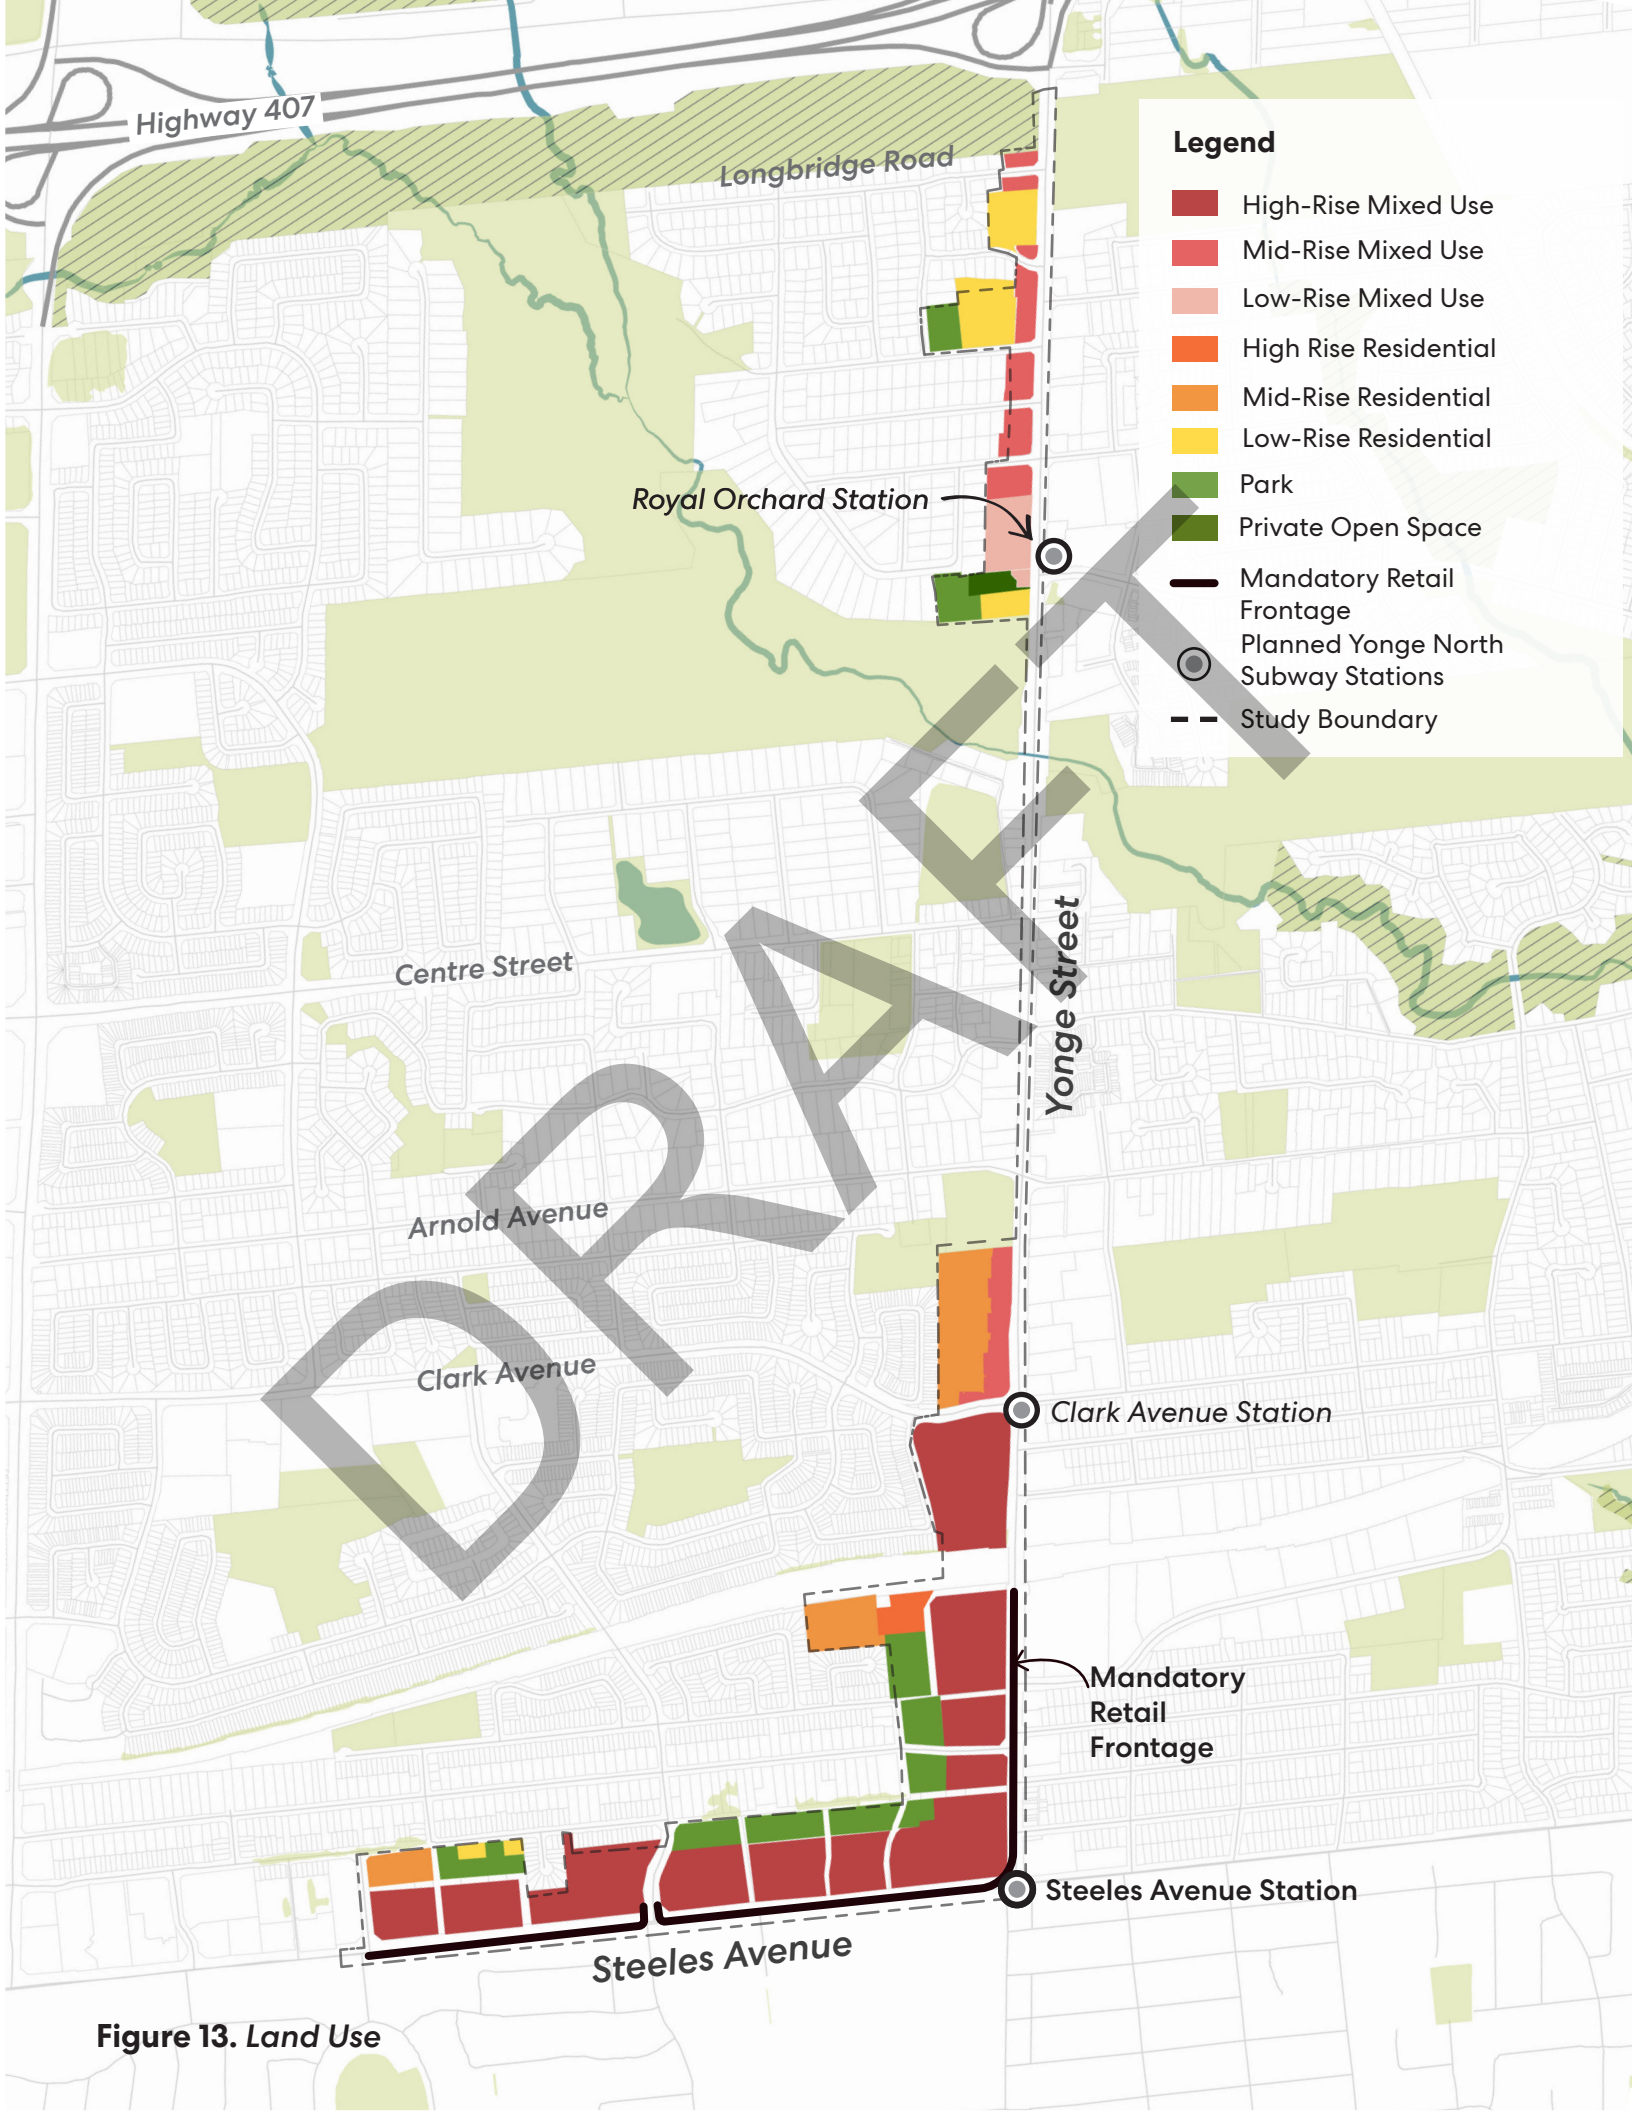 Highway 407
Longbridge Road
Legend
High-Rise Mixed Use
Mid-Rise Mixed Use
Low-Rise Mixed Use
High Rise Residential
Mid-Rise Residential
Low-Rise Residential
Park
Private Open Space
Mandatory Retail
Frontage
Planned Yonge North
Subway Stations
Study Boundary
Royal Orchard Station
DRAFT
Yonge Street
Centre Street
Arnold Avenue
Clark Avenue
Clark Avenue Station
Mandatory
Retail
Frontage
Steeles Avenue Station
Steeles Avenue
Figure 13. Land Use